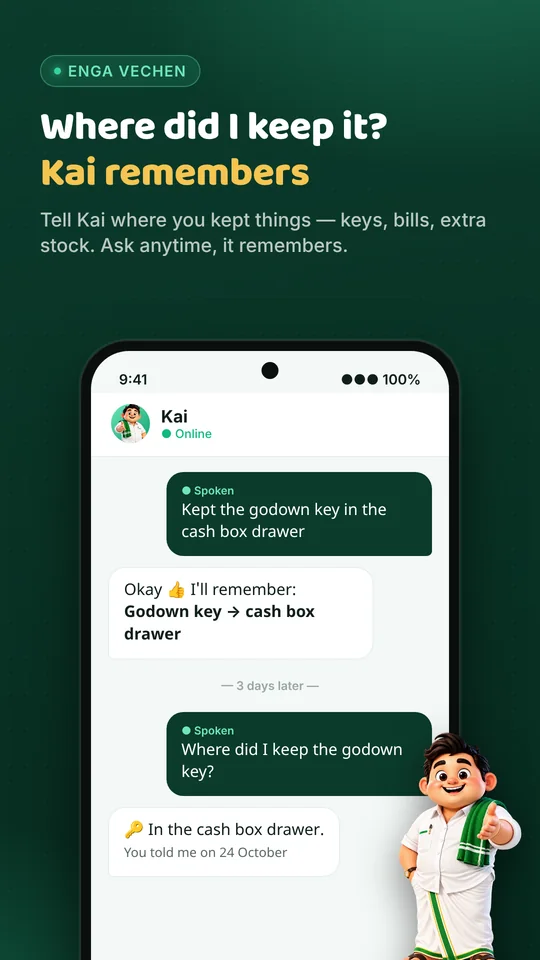 ENGA VECHEN
Where did I keep it?
Kai remembers
Tell Kai where you kept things — keys, bills, extra
stock. Ask anytime, it remembers.
9:41
100%
Kai
Online
Spoken
Kept the godown key in the
cash box drawer
Okay 👍 I'll remember:
Godown key → cash box
drawer
— 3 days later —
Spoken
Where did I keep the godown
key?
🔑 In the cash box drawer.
You told me on 24 October